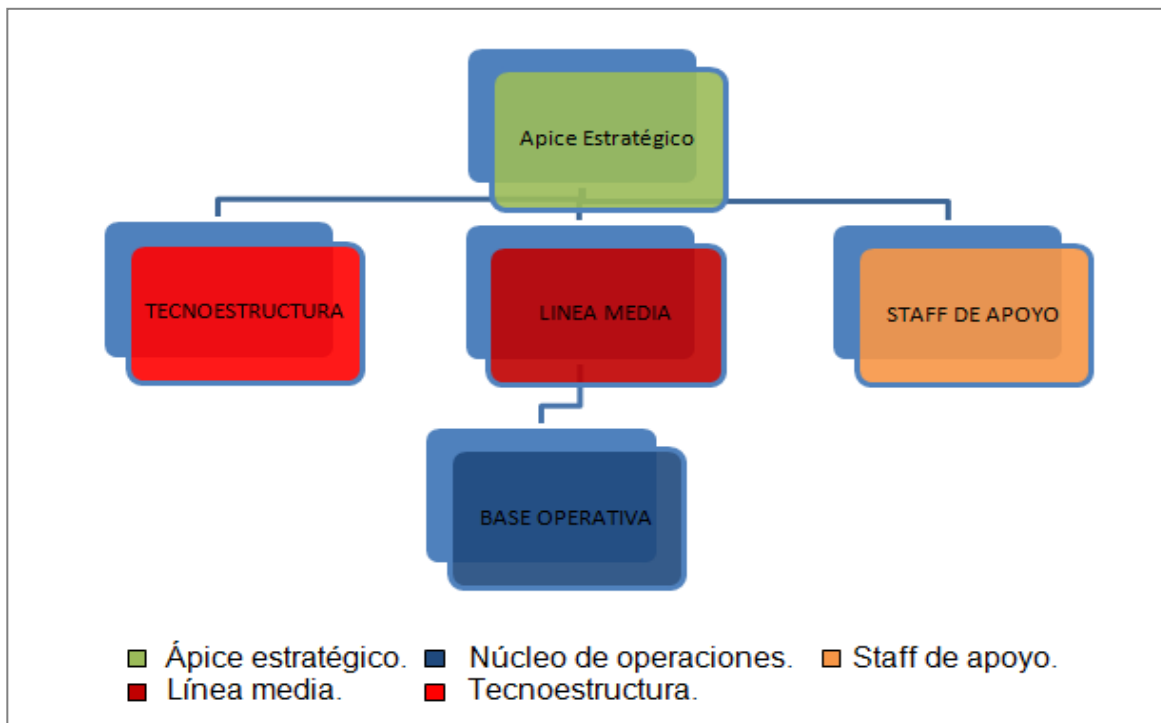 Apice Estratégico
TECNOESTRUCTURA
LINEA MEDIA
STAFF DE APOYO
BASE OPERATIVA
Ápice estratégico.
Núcleo de operaciones.
Staff de apoyo.
Línea media.
Tecnoestructura.